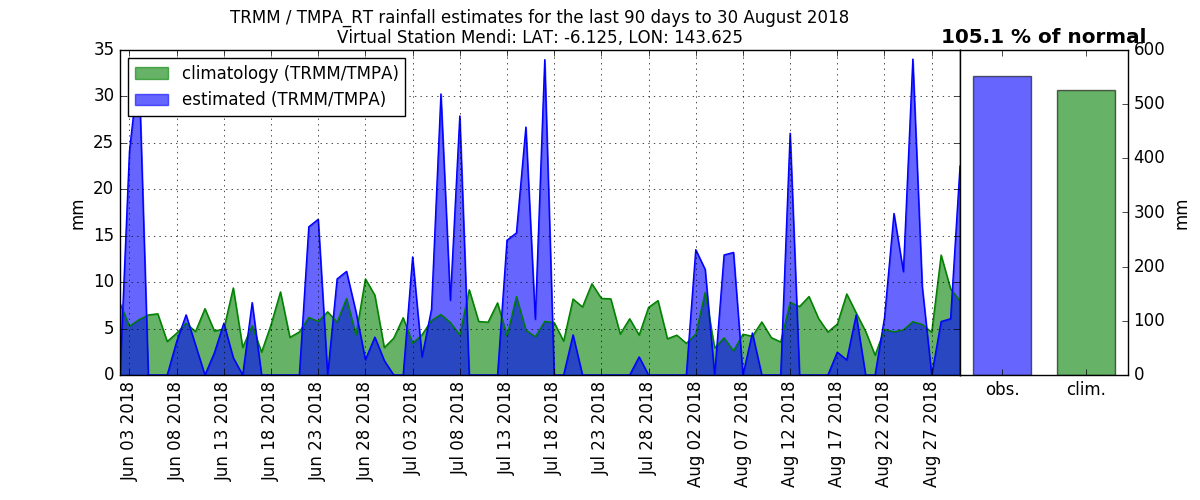 TRMM / TMPA_RT rainfall estimates for the last 90 days to 30 August 2018
Virtual Station Mendi: LAT: -6.125, LON: 143.625
105.1 % of normal
climatology (TRMM/TMPA)
estimated (TRMM/TMPA)
35
30
25
20
15
10
5
0
mm
Jun 03 2018
Jun 08 2018
Jun 13 2018
Jun 18 2018
Jun 23 2018
Jun 28 2018
Jul 03 2018
Jul 08 2018
Jul 13 2018
Jul 18 2018
Jul 23 2018
Jul 28 2018
Aug 02 2018
Aug 07 2018
Aug 12 2018
Aug 17 2018
Aug 22 2018
Aug 27 2018
obs.
clim.
600
500
400
300
200
100
0
mm